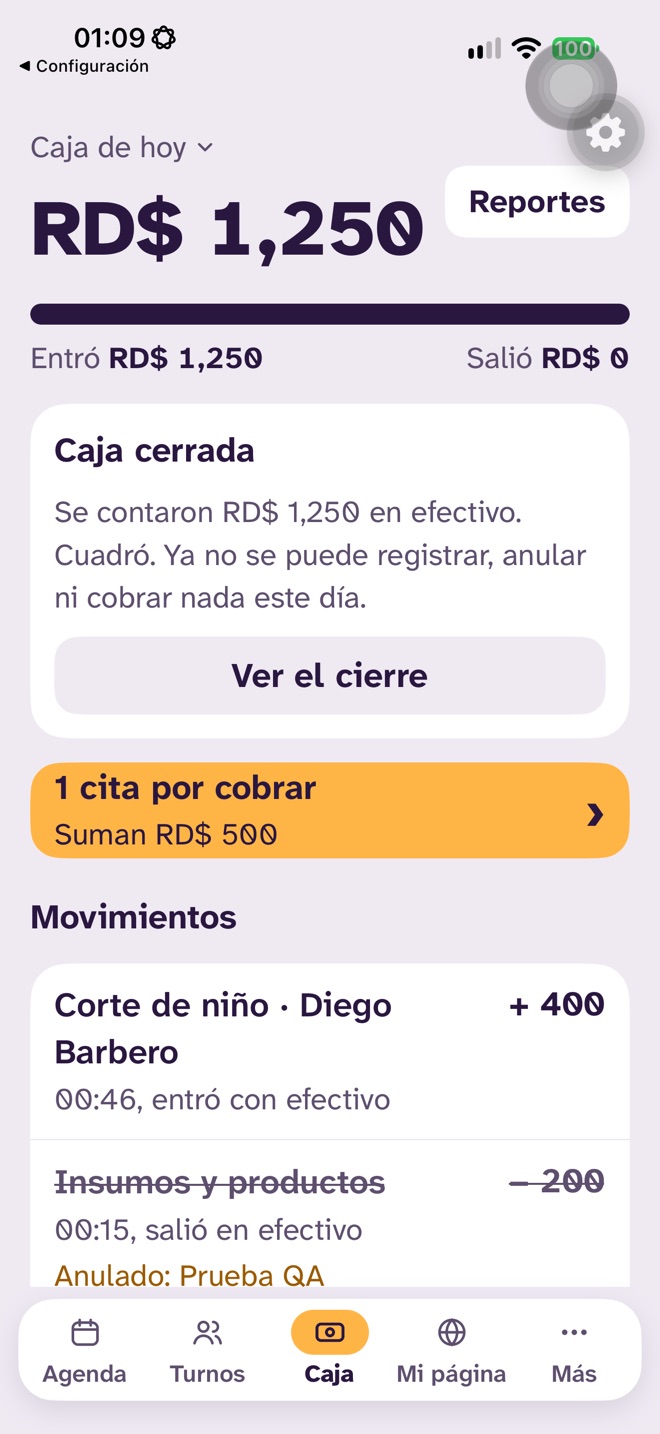 01:09
100
◀ Configuración
Caja de hoy
RD$ 1,250
Reportes
Entró RD$ 1,250
Salió RD$ 0
Caja cerrada
Se contaron RD$ 1,250 en efectivo.
Cuadró. Ya no se puede registrar, anular
ni cobrar nada este día.
Ver el cierre
1 cita por cobrar
Suman RD$ 500
Movimientos
Corte de niño · Diego
Barbero
+ 400
00:46, entró con efectivo
Insumos y productos
– 200
00:15, salió en efectivo
Anulado: Prueba QA
Agenda
Turnos
Caja
Mi página
Más